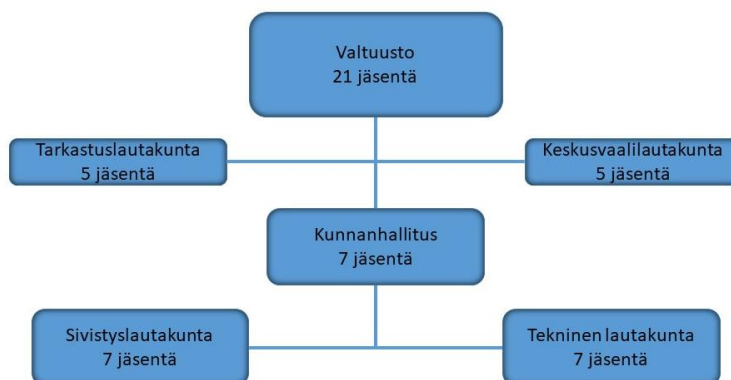 Valtuusto
21 jäsentä
Tarkastuslautakunta
5 jäsentä
Keskusvaalilautakunta
5 jäsentä
Kunnanhallitus
7 jäsentä
Sivistyslautakunta
7 jäsentä
Tekninen lautakunta
7 jäsentä